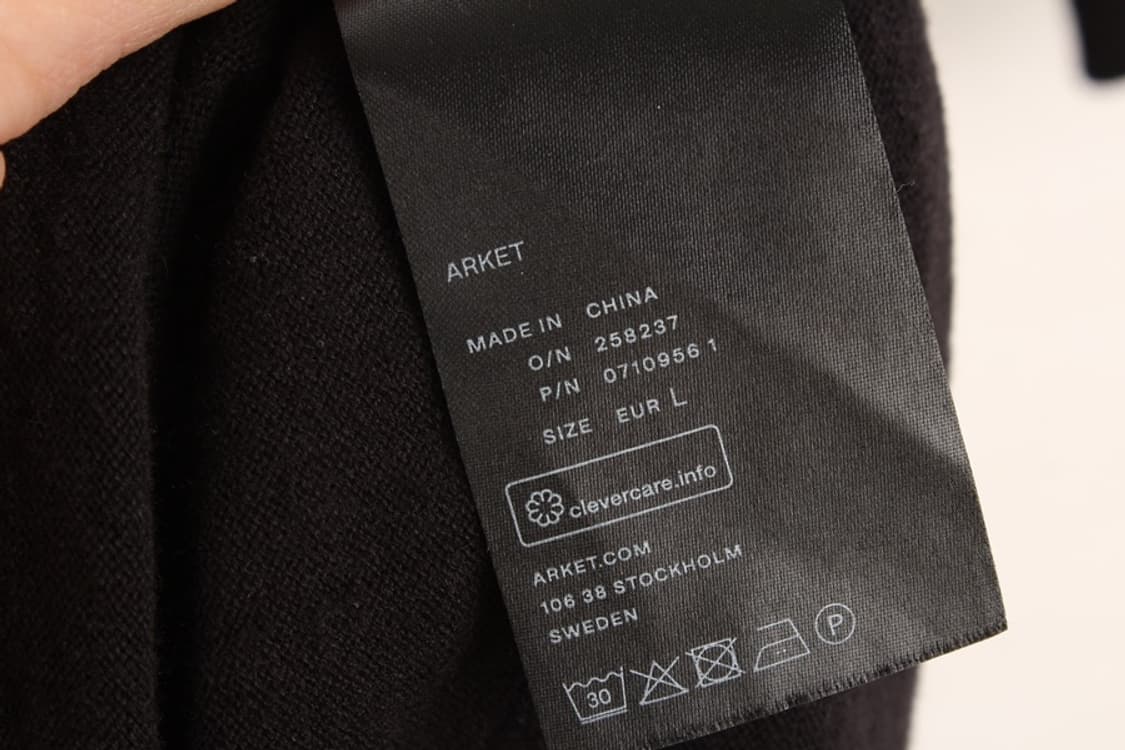 ARKET
MADE IN CHINA
O/N 258237
P/N 0710956 1
SIZE EUR L
clevercare.info
ARKET.COM
106 38 STOCKHOLM
SWEDEN
30 P